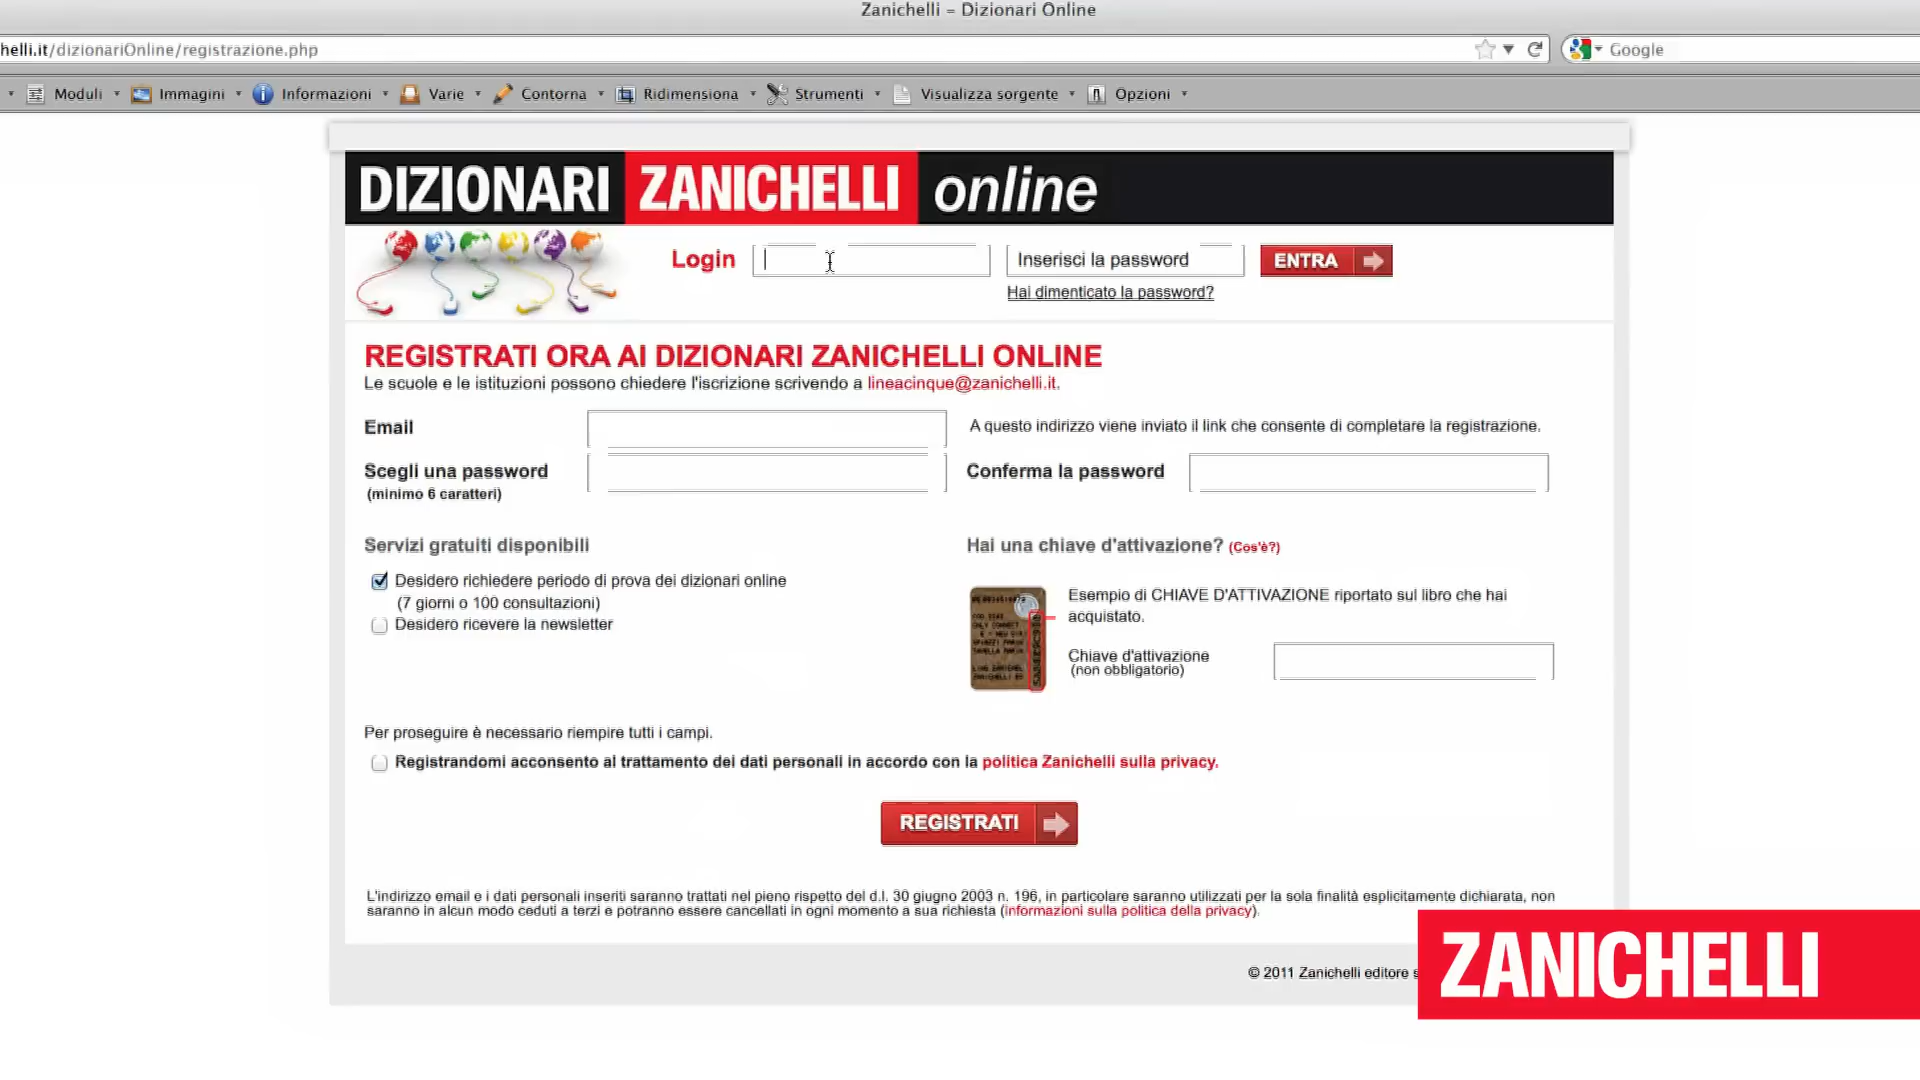 Zanichelli – Dizionari Online
helli.it/dizionariOnline/registrazione.php
Google
Moduli Immagini Informazioni Varie Contorna Ridimensiona Strumenti Visualizza sorgente Opzioni
DIZIONARI ZANICHELLI online
Login Inserisci la password ENTRA
Hai dimenticato la password?
REGISTRATI ORA AI DIZIONARI ZANICHELLI ONLINE
Le scuole e le istituzioni possono chiedere l'iscrizione scrivendo a lineacinque@zanichelli.it.
Email
A questo indirizzo viene inviato il link che consente di completare la registrazione.
Scegli una password
(minimo 6 caratteri)
Conferma la password
Servizi gratuiti disponibili
Desidero richiedere periodo di prova dei dizionari online
(7 giorni o 100 consultazioni)
Desidero ricevere la newsletter
Hai una chiave d'attivazione? (Cos'è?)
Esempio di CHIAVE D'ATTIVAZIONE riportato sul libro che hai
acquistato.
Chiave d'attivazione
(non obbligatorio)
Per proseguire è necessario riempire tutti i campi.
Registrandomi acconsento al trattamento dei dati personali in accordo con la politica Zanichelli sulla privacy.
REGISTRATI
L'indirizzo email e i dati personali inseriti saranno trattati nel pieno rispetto del d.l. 30 giugno 2003 n. 196, in particolare saranno utilizzati per la sola finalità esplicitamente dichiarata, non
saranno in alcun modo ceduti a terzi e potranno essere cancellati in ogni momento a sua richiesta (informazioni sulla politica della privacy).
© 2011 Zanichelli editore s
ZANICHELLI